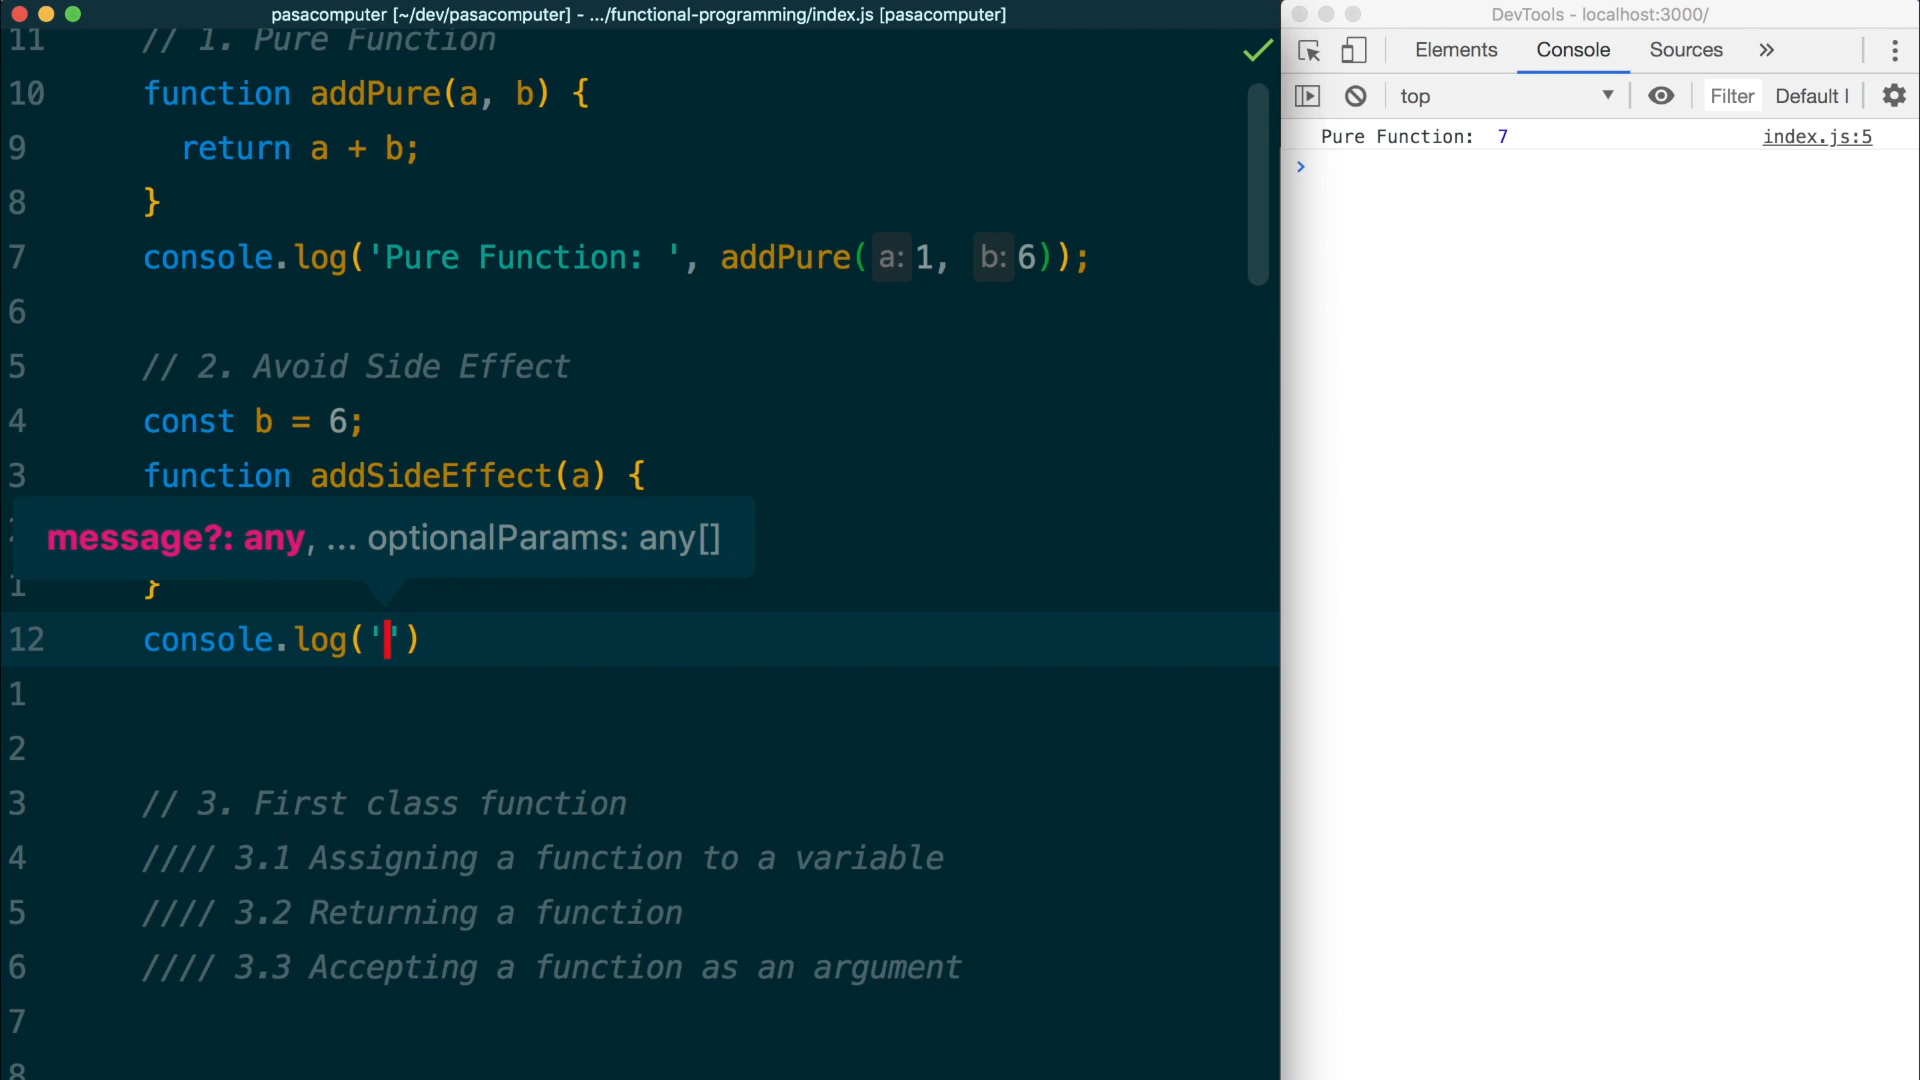 pasacomputer [~/dev/pasacomputer] - .../functional-programming/index.js [pasacomputer]
11 // 1. Pure Function
10 function addPure(a, b) {
9 return a + b;
8 }
7 console.log('Pure Function: ', addPure( a: 1, b: 6));
6
5 // 2. Avoid Side Effect
4 const b = 6;
3 function addSideEffect(a) {
message?: any, ... optionalParams: any[]
1 }
12 console.log('')
1
2
3 // 3. First class function
4 //// 3.1 Assigning a function to a variable
5 //// 3.2 Returning a function
6 //// 3.3 Accepting a function as an argument
7
8
DevTools - localhost:3000/
Elements Console Sources »
top Filter Default l
Pure Function: 7 index.js:5